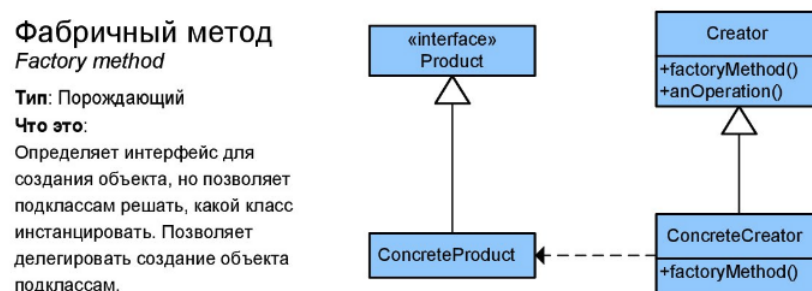 Фабричный метод
Factory method
Тип: Порождающий
Что это:
Определяет интерфейс для
создания объекта, но позволяет
подклассам решать, какой класс
инстанцировать. Позволяет
делегировать создание объекта
подклассам.
«interface»
Product
Creator
+factoryMethod()
+anOperation()
ConcreteProduct
ConcreteCreator
+factoryMethod()